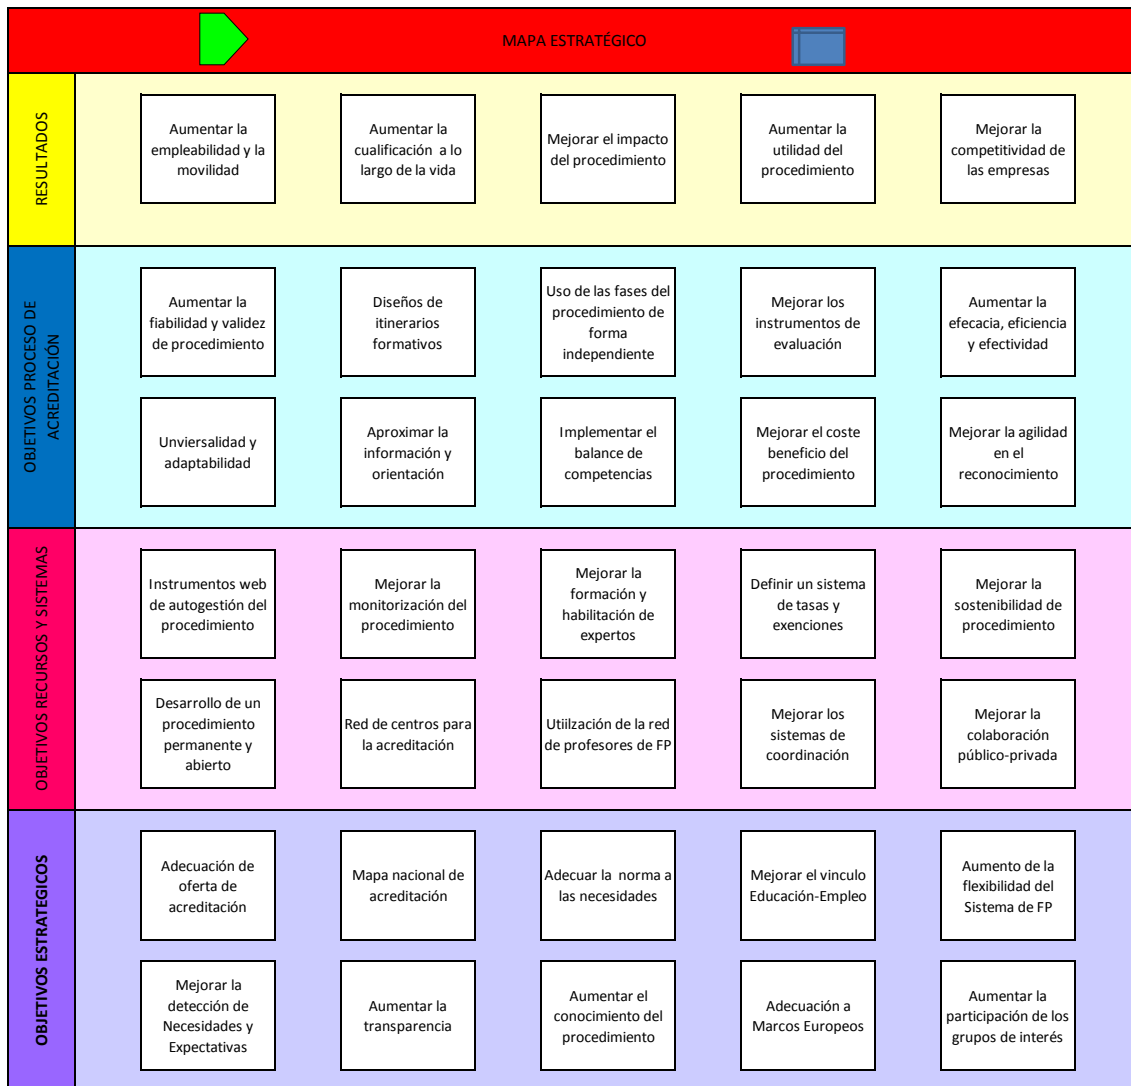 MAPA ESTRATÉGICO
RESULTADOS
Aumentar la
empleabilidad y la
movilidad
Aumentar la
cualificación a lo
largo de la vida
Mejorar el impacto
del procedimiento
Aumentar la
utilidad del
procedimiento
Mejorar la
competitividad de
las empresas
OBJETIVOS PROCESO DE
ACREDITACIÓN
Aumentar la
fiabilidad y validez
de procedimiento
Diseños de
itinerarios
formativos
Uso de las fases del
procedimiento de
forma
independiente
Mejorar los
instrumentos de
evaluación
Aumentar la
efecacia, eficiencia
y efectividad
Unviersalidad y
adaptabilidad
Aproximar la
información y
orientación
Implementar el
balance de
competencias
Mejorar el coste
beneficio del
procedimiento
Mejorar la agilidad
en el
reconocimiento
OBJETIVOS RECURSOS Y SISTEMAS
Instrumentos web
de autogestión del
procedimiento
Mejorar la
monitorización del
procedimiento
Mejorar la
formación y
habilitación de
expertos
Definir un sistema
de tasas y
exenciones
Mejorar la
sostenibilidad de
procedimiento
Desarrollo de un
procedimiento
permanente y
abierto
Red de centros para
la acreditación
Utiilzación de la red
de profesores de FP
Mejorar los
sistemas de
coordinación
Mejorar la
colaboración
público-privada
OBJETIVOS ESTRATEGICOS
Adecuación de
oferta de
acreditación
Mapa nacional de
acreditación
Adecuar la norma a
las necesidades
Mejorar el vinculo
Educación-Empleo
Aumento de la
flexibilidad del
Sistema de FP
Mejorar la
detección de
Necesidades y
Expectativas
Aumentar la
transparencia
Aumentar el
conocimiento del
procedimiento
Adecuación a
Marcos Europeos
Aumentar la
participación de los
grupos de interés